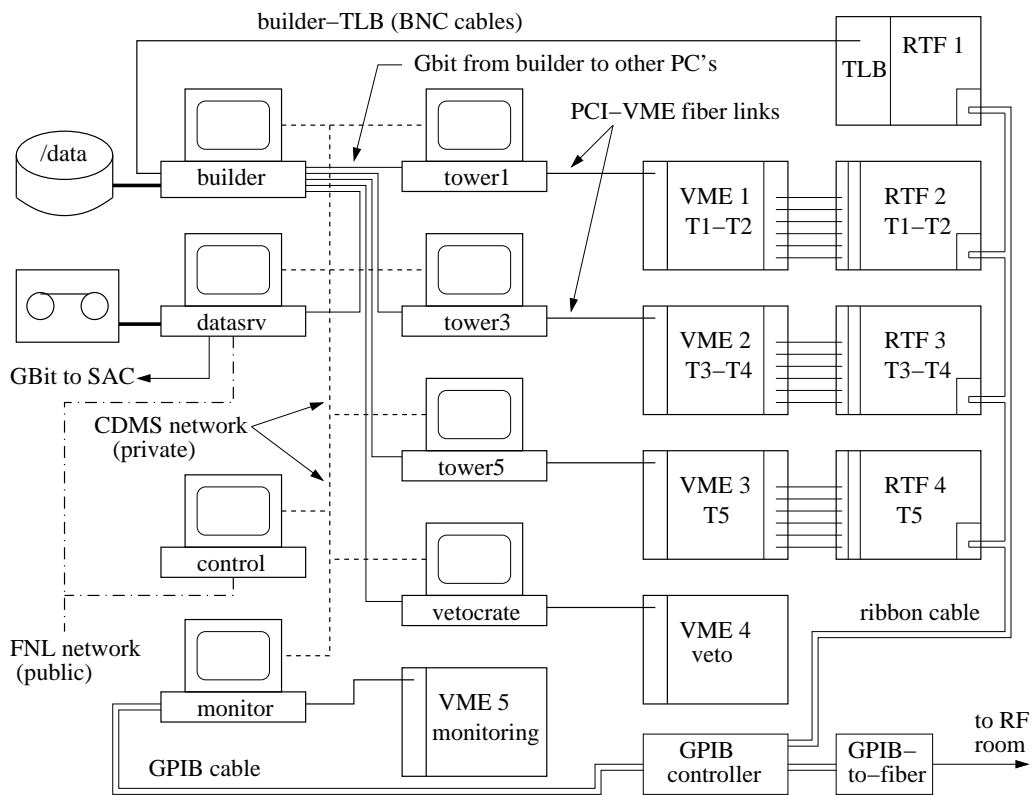 builder–TLB (BNC cables)
RTF 1
TLB
Gbit from builder to other PC's
PCI–VME fiber links
/data
builder
tower1
VME 1
T1–T2
RTF 2
T1–T2
datasrv
tower3
VME 2
T3–T4
RTF 3
T3–T4
GBit to SAC
CDMS network
(private)
tower5
VME 3
T5
RTF 4
T5
control
vetocrate
VME 4
veto
ribbon cable
FNL network
(public)
monitor
VME 5
monitoring
GPIB cable
GPIB
controller
GPIB–
to–fiber
to RF
room